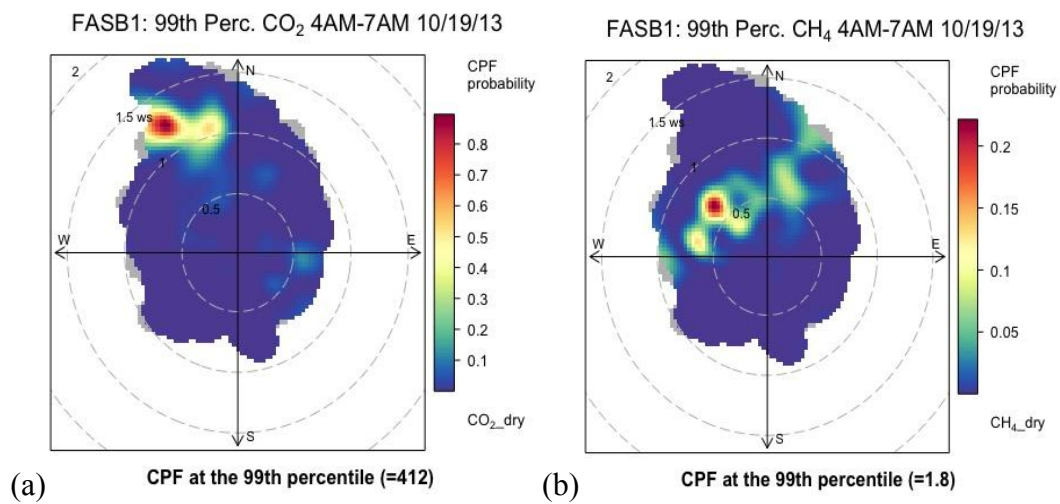 FASB1: 99th Perc. CO₂ 4AM-7AM 10/19/13
2
N
1.5 ws
1
0.5
W
E
S
CPF
probability
0.8
0.7
0.6
0.5
0.4
0.3
0.2
0.1
CO₂_dry
(a)
CPF at the 99th percentile (=412)
FASB1: 99th Perc. CH₄ 4AM-7AM 10/19/13
2
N
1.5 ws
1
0.5
W
E
S
CPF
probability
0.2
0.15
0.1
0.05
CH₄_dry
(b)
CPF at the 99th percentile (=1.8)